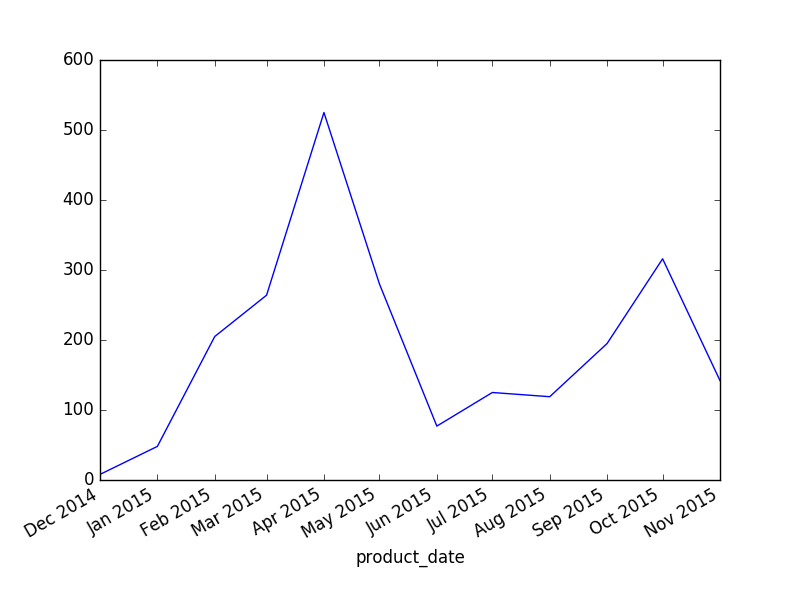 600
500
400
300
200
100
0
Dec 2014
Jan 2015
Feb 2015
Mar 2015
Apr 2015
May 2015
Jun 2015
Jul 2015
Aug 2015
Sep 2015
Oct 2015
Nov 2015
product_date